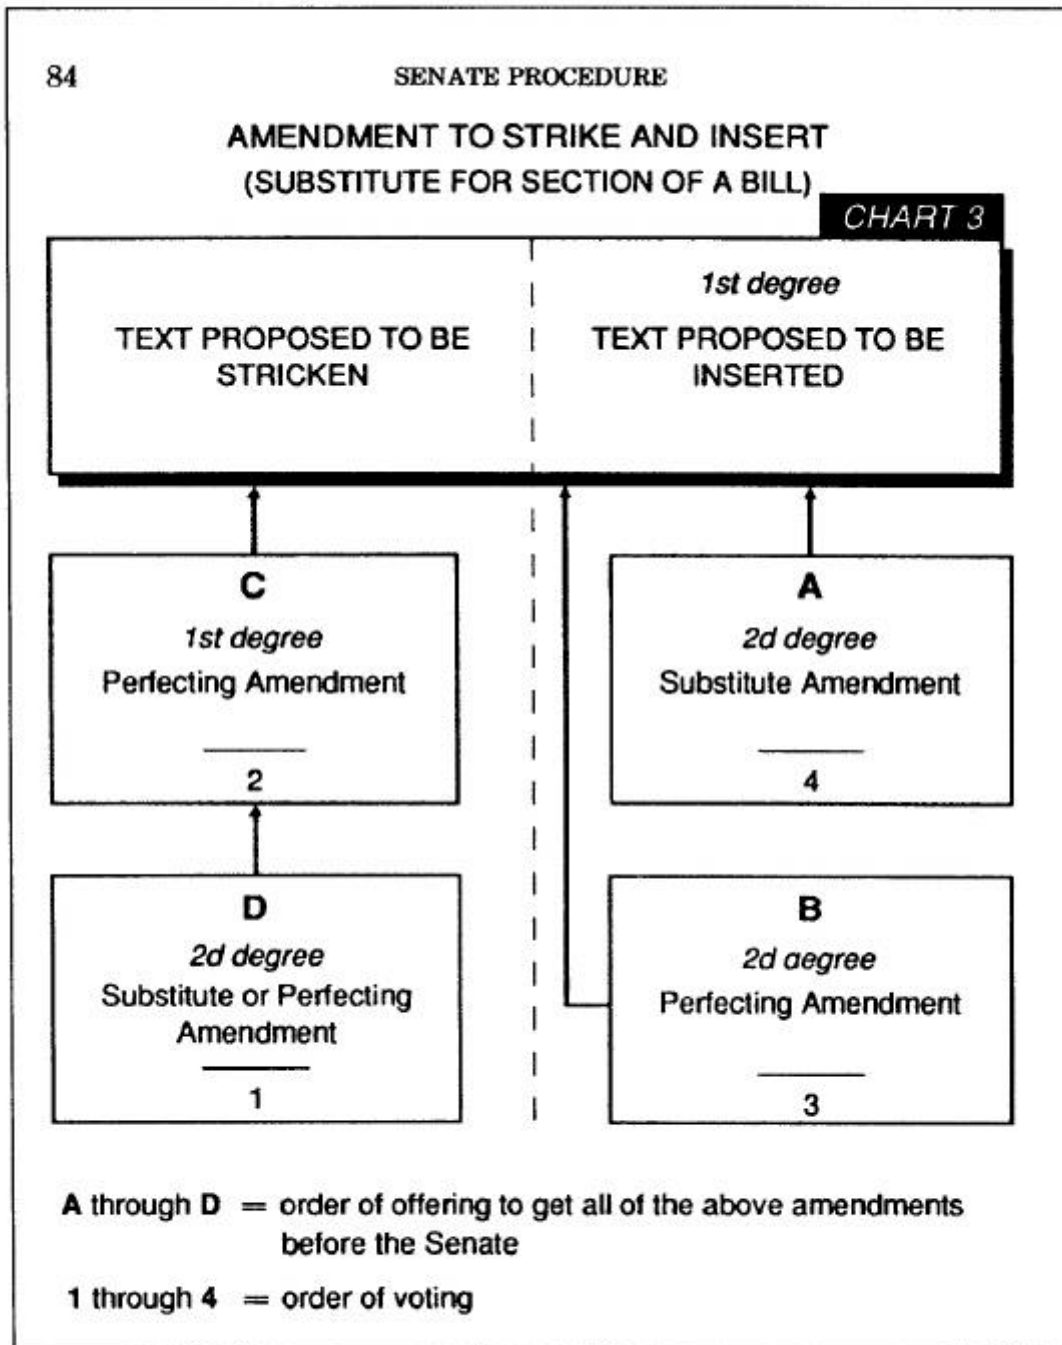 84
SENATE PROCEDURE
AMENDMENT TO STRIKE AND INSERT
(SUBSTITUTE FOR SECTION OF A BILL)
CHART 3
TEXT PROPOSED TO BE
STRICKEN
1st degree
TEXT PROPOSED TO BE
INSERTED
C
1st degree
Perfecting Amendment
2
A
2d degree
Substitute Amendment
4
D
2d degree
Substitute or Perfecting
Amendment
1
B
2d aegree
Perfecting Amendment
3
A through D = order of offering to get all of the above amendments
before the Senate
1 through 4 = order of voting